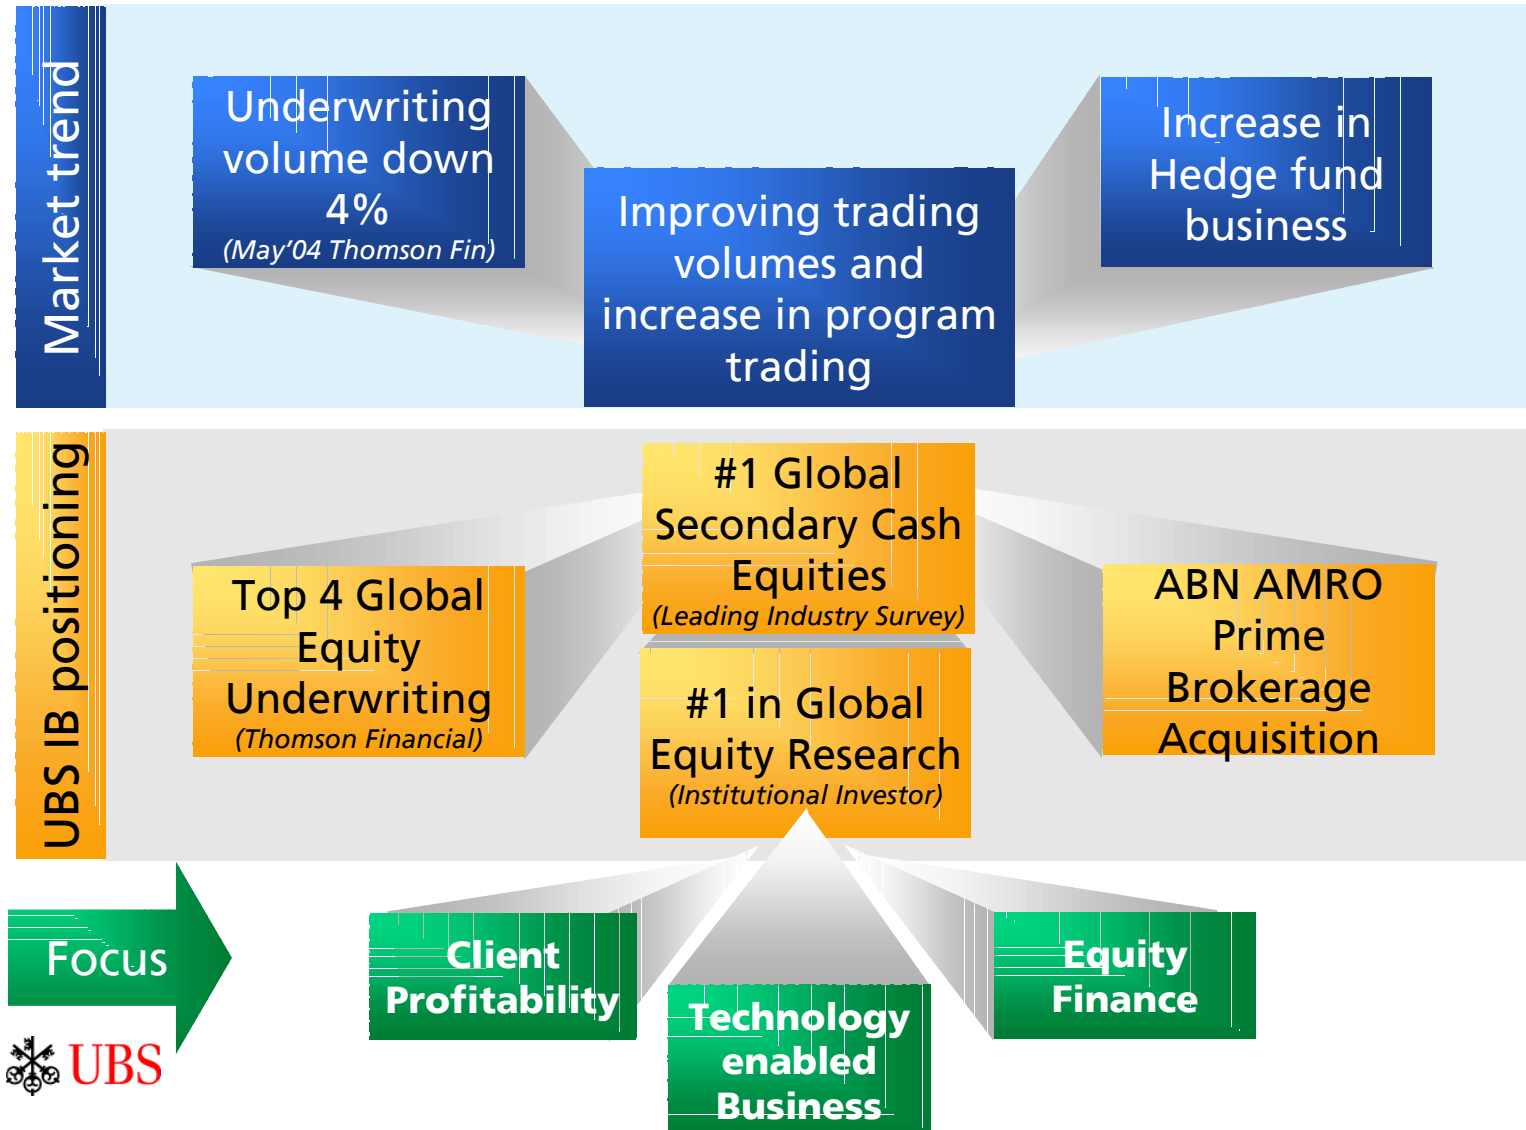 Market trend
Underwriting
volume down
4%
(May'04 Thomson Fin)
Improving trading
volumes and
increase in program
trading
Increase in
Hedge fund
business
UBS IB positioning
Top 4 Global
Equity
Underwriting
(Thomson Financial)
#1 Global
Secondary Cash
Equities
(Leading Industry Survey)
#1 in Global
Equity Research
(Institutional Investor)
ABN AMRO
Prime
Brokerage
Acquisition
Focus
Client
Profitability
Technology
enabled
Business
Equity
Finance
UBS